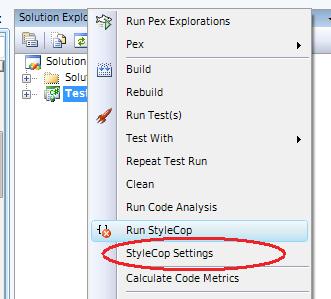 Solution Explo
Solution
Solu
Test
Run Pex Explorations
Pex
Build
Rebuild
Run Test(s)
Test With
Repeat Test Run
Clean
Run Code Analysis
Run StyleCop
StyleCop Settings
Calculate Code Metrics